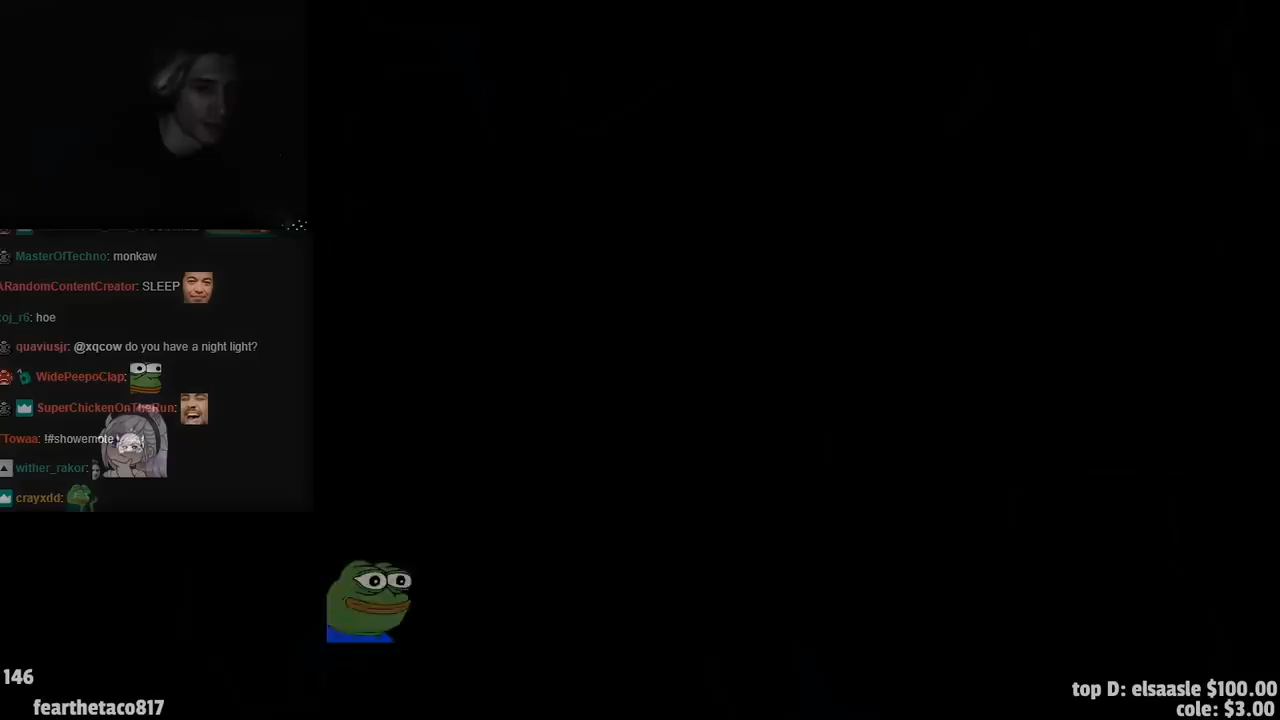 MasterOfTechno: monkaw
ARandomContentCreator: SLEEP
oj_r6: hoe
quaviusjr: @xqcow do you have a night light?
WidePeepoClap:
SuperChickenOnTheRun:
Towaa: !#showemote
wither_rakor:
crayxdd:
146
fearthetaco817
top D: elsaasle $100.00
cole: $3.00